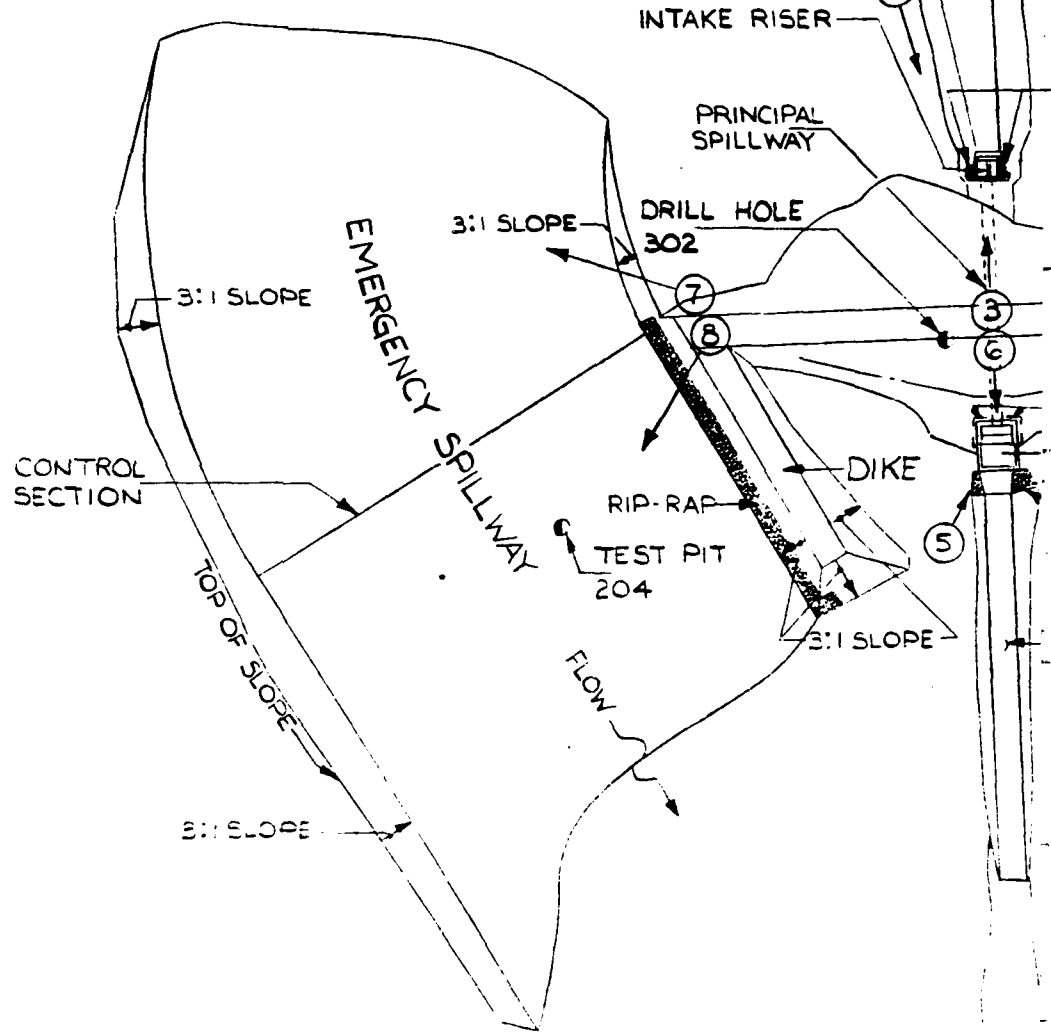 INTAKE RISER
PRINCIPAL
SPILLWAY
DRILL HOLE
302
3:1 SLOPE
3:1 SLOPE
EMERGENCY SPILLWAY
7
3
8
6
CONTROL
SECTION
DIKE
RIP-RAP
5
TEST PIT
204
3:1 SLOPE
TOP OF SLOPE
FLOW
3:1 SLOPE